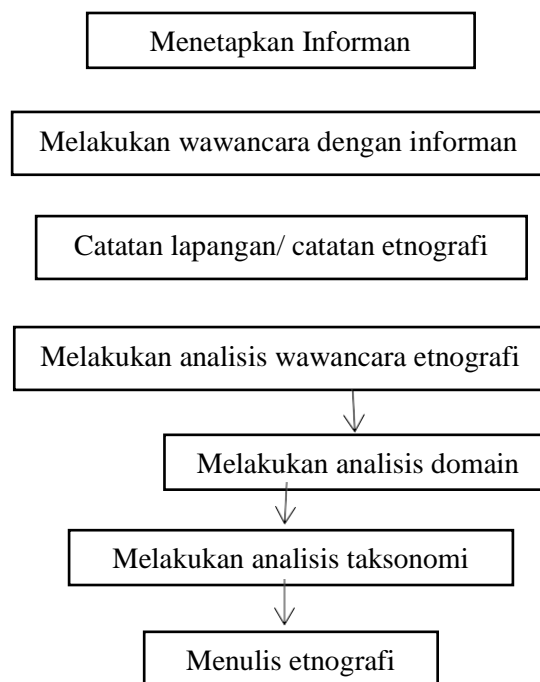 Menetapkan Informan
Melakukan wawancara dengan informan
Catatan lapangan/ catatan etnografi
Melakukan analisis wawancara etnografi
Melakukan analisis domain
Melakukan analisis taksonomi
Menulis etnografi